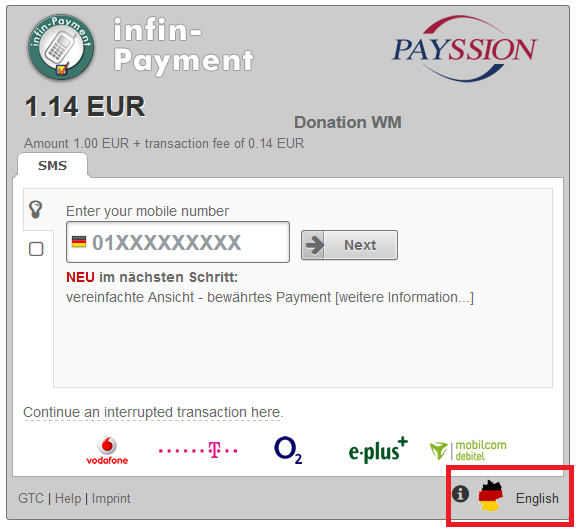 infin-Payment
infin-
Payment
PAYSSION
1.14 EUR
Donation WM
Amount 1.00 EUR + transaction fee of 0.14 EUR
SMS
Enter your mobile number
01XXXXXXXXX
Next
NEU im nächsten Schritt:
vereinfachte Ansicht - bewährtes Payment [weitere Information...]
Continue an interrupted transaction here.
vodafone
T
O2
e·plus+
mobilcom
debitel
GTC | Help | Imprint
i
English